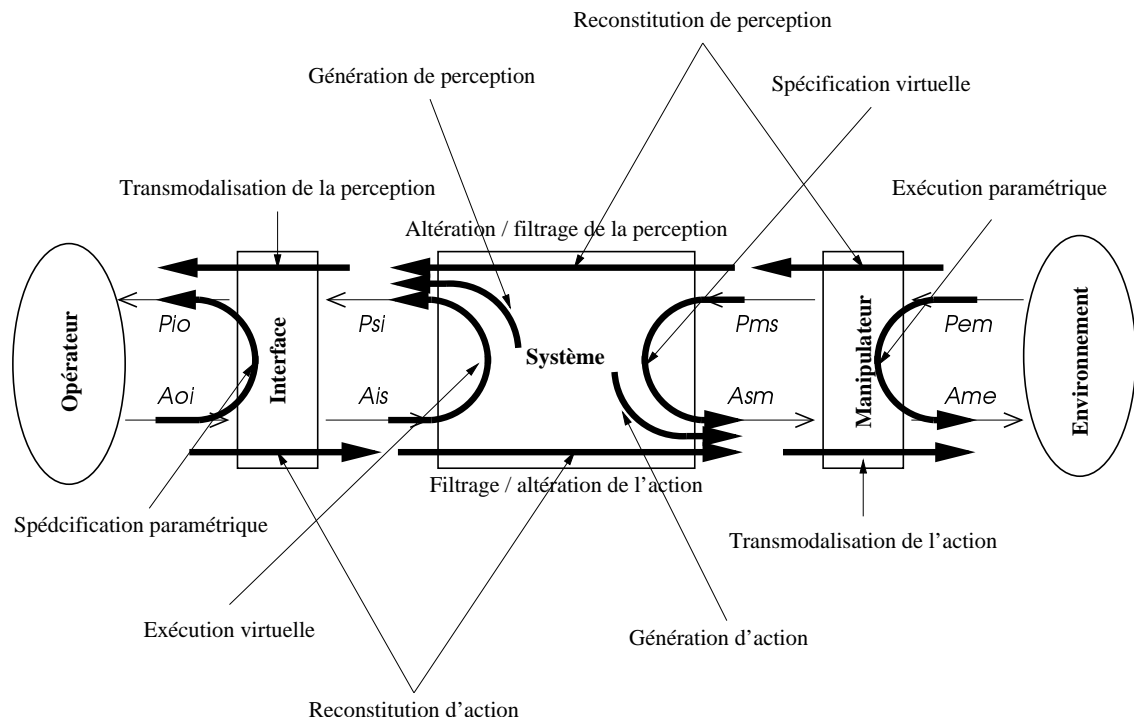 Reconstitution de perception
Génération de perception
Spécification virtuelle
Transmodalisation de la perception
Exécution paramétrique
Altération / filtrage de la perception
Opérateur
Pio
Aoi
Interface
Psi
Ais
Système
Pms
Asm
Manipulateur
Pem
Ame
Environnement
Filtrage / altération de l'action
Spédcification paramétrique
Transmodalisation de l'action
Exécution virtuelle
Génération d'action
Reconstitution d'action